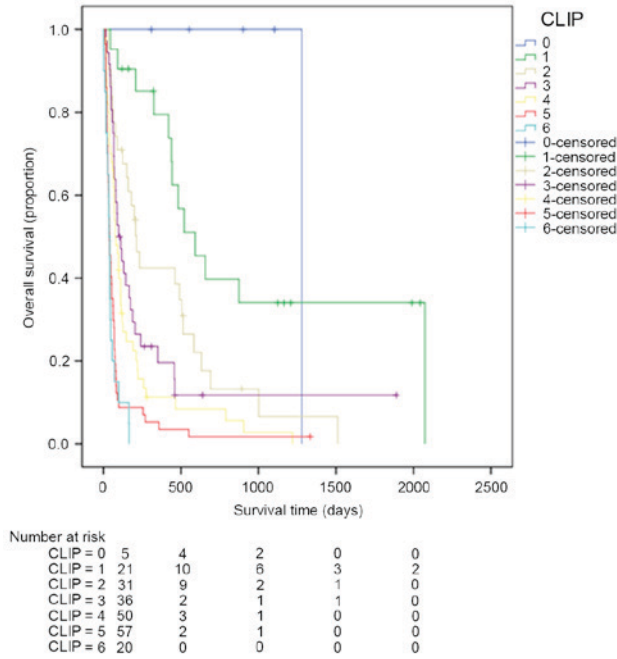 CLIP
0
1
2
3
4
5
6
0-censored
1-censored
2-censored
3-censored
4-censored
5-censored
6-censored
Overall survival (proportion)
1.0
0.8
0.6
0.4
0.2
0.0
0 500 1000 1500 2000 2500
Survival time (days)
Number at risk
CLIP = 0 5 4 2 0 0
CLIP = 1 21 10 6 3 2
CLIP = 2 31 9 2 1 0
CLIP = 3 36 2 1 1 0
CLIP = 4 50 3 1 0 0
CLIP = 5 57 2 1 0 0
CLIP = 6 20 0 0 0 0